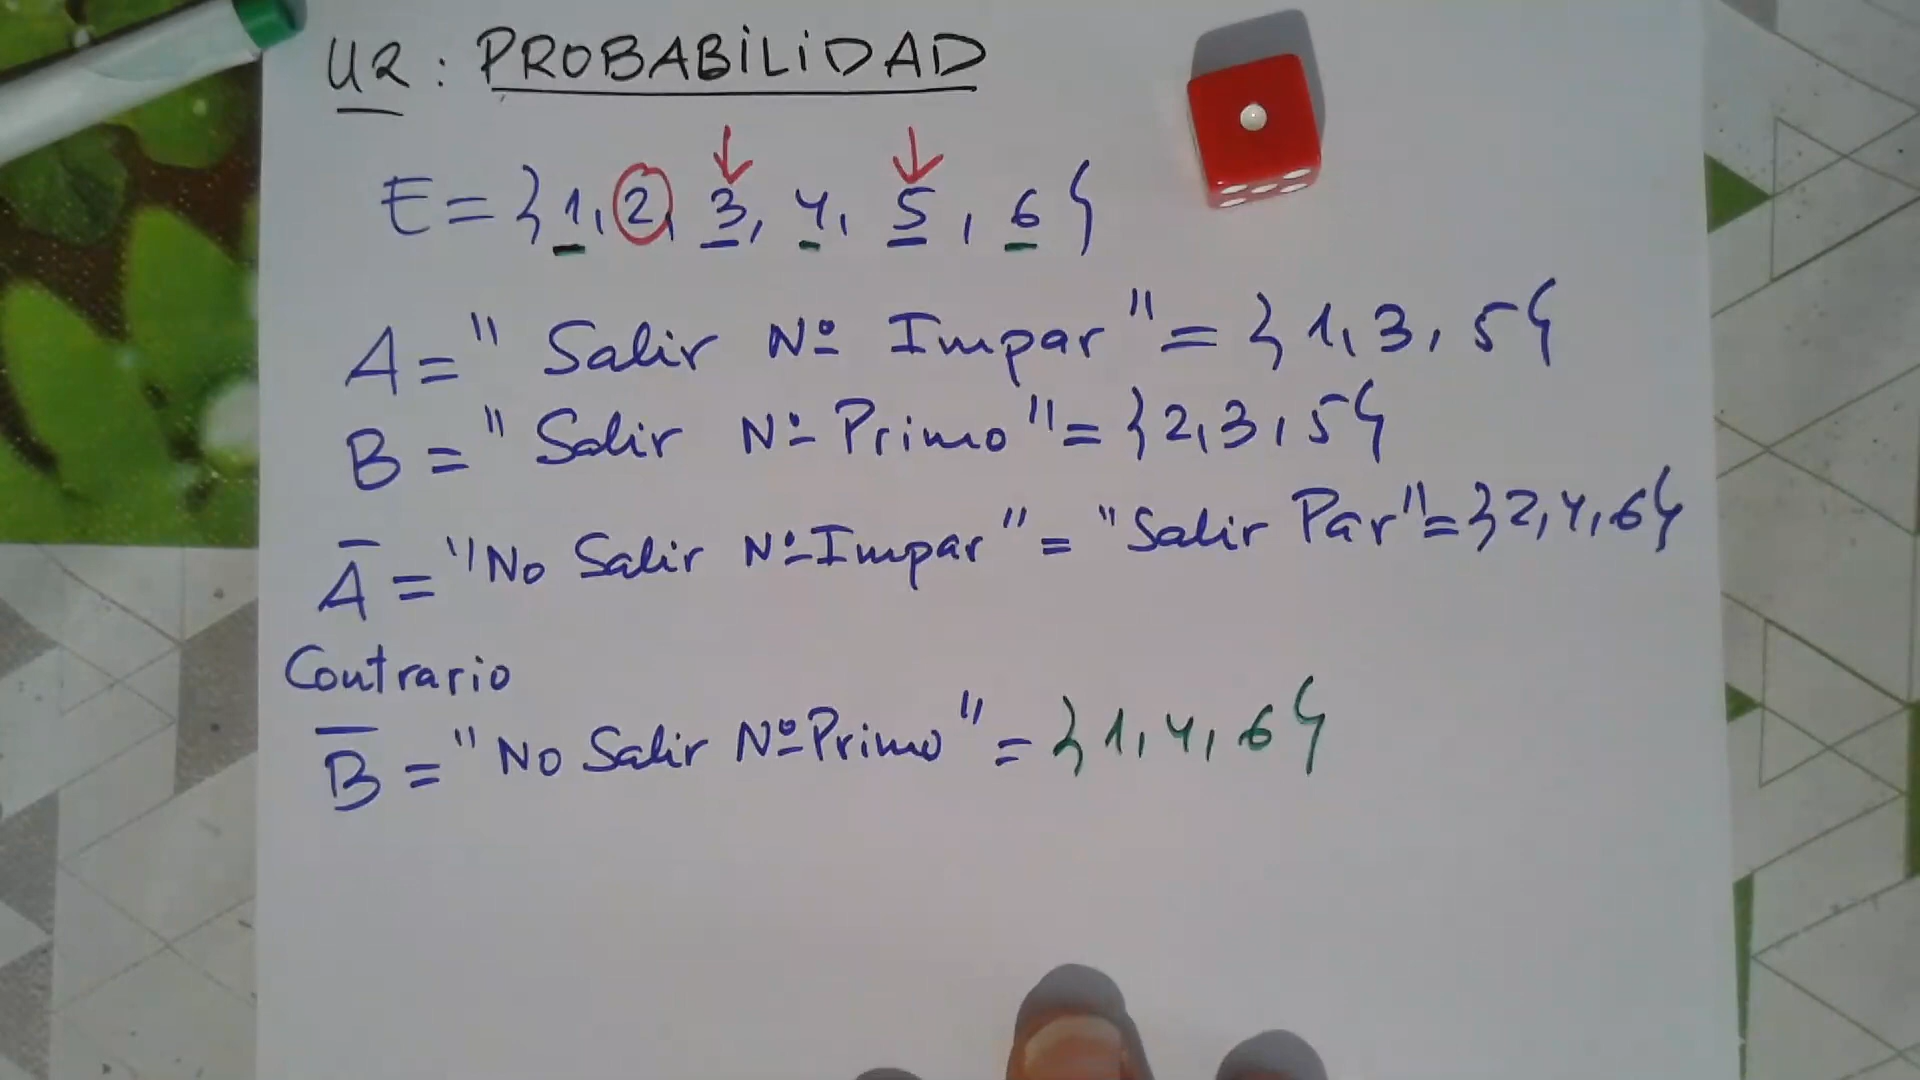 U2: PROBABILIDAD
E = {1, 2, 3, 4, 5, 6}
A = "Salir Nº Impar" = {1, 3, 5}
B = "Salir Nº Primo" = {2, 3, 5}
A̅ = "No Salir Nº Impar" = "Salir Par" = {2, 4, 6}
Contrario
B̅ = "No Salir Nº Primo" = {1, 4, 6}